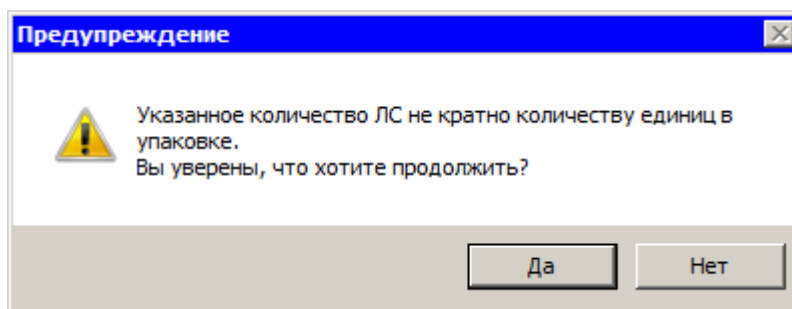 Предупреждение
Указанное количество ЛС не кратно количеству единиц в
упаковке.
Вы уверены, что хотите продолжить?
Да
Нет